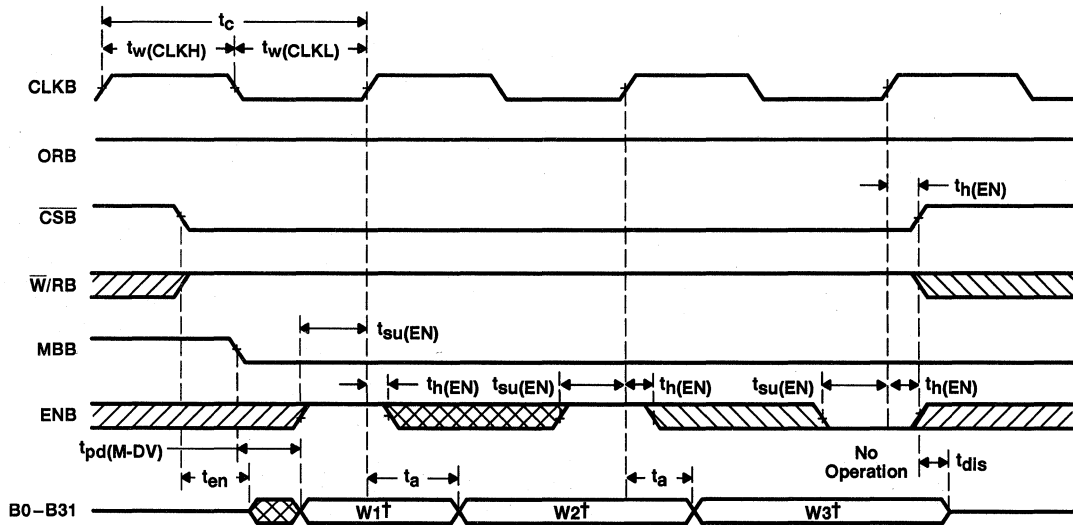 tc
tw(CLKH) tw(CLKL)
CLKB
ORB
th(EN)
CSB
W/RB
tsu(EN)
MBB
th(EN) tsu(EN) th(EN) tsu(EN) th(EN)
ENB
tpd(M-DV)
No
Operation
ten ta ta tdis
B0–B31 W1† W2† W3†